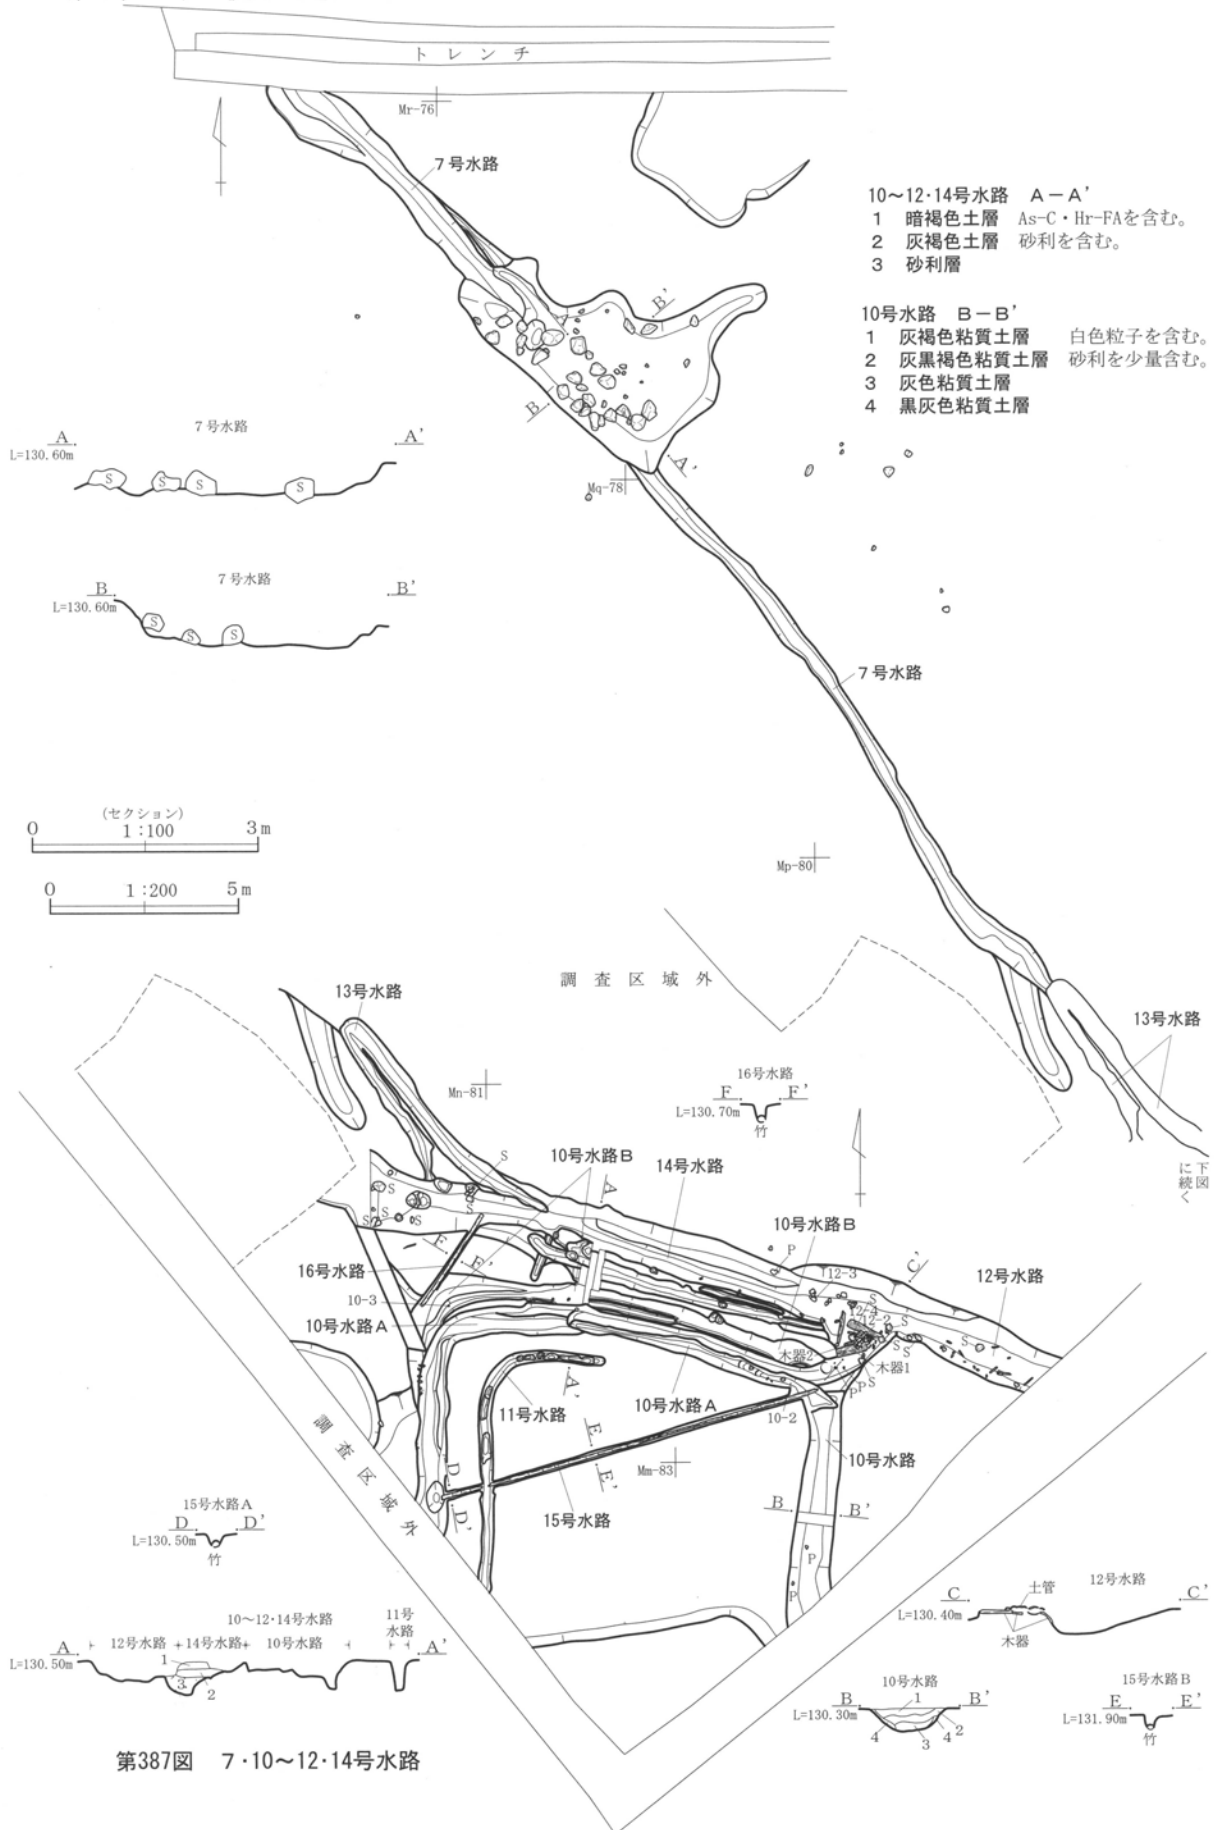 トレンチ
Mr-76
7号水路
10～12･14号水路 A－A'
1 暗褐色土層 As-C・Hr-FAを含む。
2 灰褐色土層 砂利を含む。
3 砂利層
10号水路 B－B'
1 灰褐色粘質土層 白色粒子を含む。
2 灰黒褐色粘質土層 砂利を少量含む。
3 灰色粘質土層
4 黒灰色粘質土層
B'
B
A'
Mq-78
7号水路
A
A'
L=130.60m
S
S
S
S
7号水路
B
B'
L=130.60m
S
S
S
7号水路
(セクション)
0 1:100 3m
0 1:200 5m
Mp-80
調査区域外
13号水路
13号水路
下図に続く
Mn-81
16号水路
F
F'
L=130.70m
竹
S
10号水路B
A
14号水路
10号水路B
P
C'
12-3
12号水路
S
S
S
S
S
F
F'
16号水路
10-3
10号水路A
12-4
12-2
S
S
S
S
S
木器2
木器1
C
P
P
S
A'
11号水路
10号水路A
10-2
E
E'
Mm-83
10号水路
D
D'
15号水路
B
B'
P
P
調査区域外
15号水路A
D
D'
L=130.50m
竹
10～12･14号水路
11号水路
12号水路
14号水路
10号水路
A
A'
L=130.50m
1
3
2
土管
12号水路
C
C'
L=130.40m
木器
10号水路
B
B'
1
L=130.30m
4
3
4
2
15号水路B
E
E'
L=131.90m
竹
第387図 7･10～12･14号水路